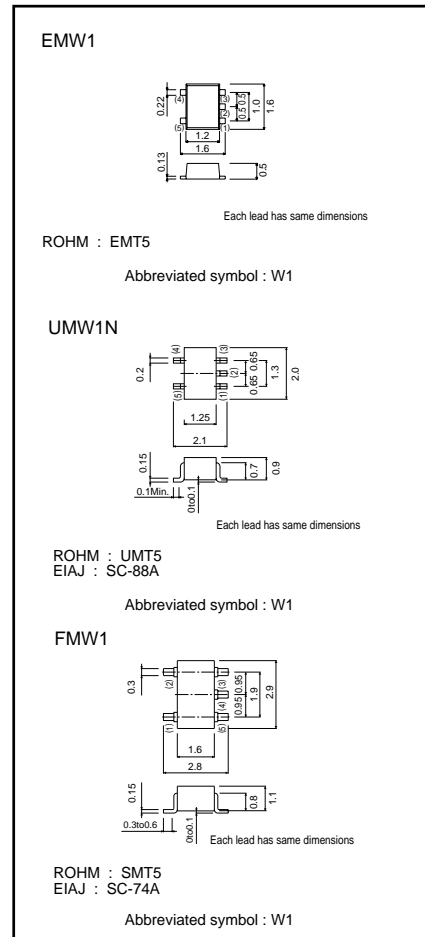 EMW1
0.22
(4)
(3)
(2)
(5)
(1)
0.5 0.5
1.0
1.6
1.2
1.6
0.13
0.5
Each lead has same dimensions
ROHM : EMT5
Abbreviated symbol : W1
UMW1N
0.2
(4)
(3)
(2)
(5)
(1)
0.65 0.65
1.3
2.0
1.25
2.1
0.15
0.7
0.9
0.1Min.
0to0.1
Each lead has same dimensions
ROHM : UMT5
EIAJ : SC-88A
Abbreviated symbol : W1
FMW1
0.3
(2)
(3)
(4)
(1)
(5)
0.95 0.95
1.9
2.9
1.6
2.8
0.15
0.8
1.1
0.3to0.6
0to0.1
Each lead has same dimensions
ROHM : SMT5
EIAJ : SC-74A
Abbreviated symbol : W1